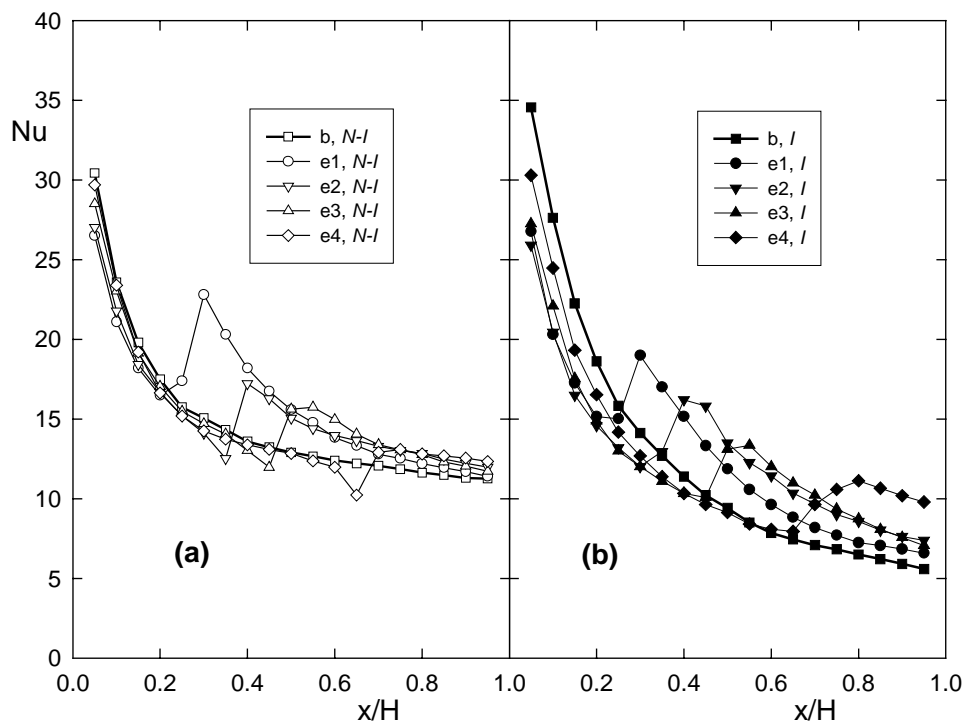 40
35
Nu
30
25
20
15
10
5
0
b, N-I
e1, N-I
e2, N-I
e3, N-I
e4, N-I
(a)
0.0 0.2 0.4 0.6 0.8
x/H
b, I
e1, I
e2, I
e3, I
e4, I
(b)
0.0 0.2 0.4 0.6 0.8 1.0
x/H